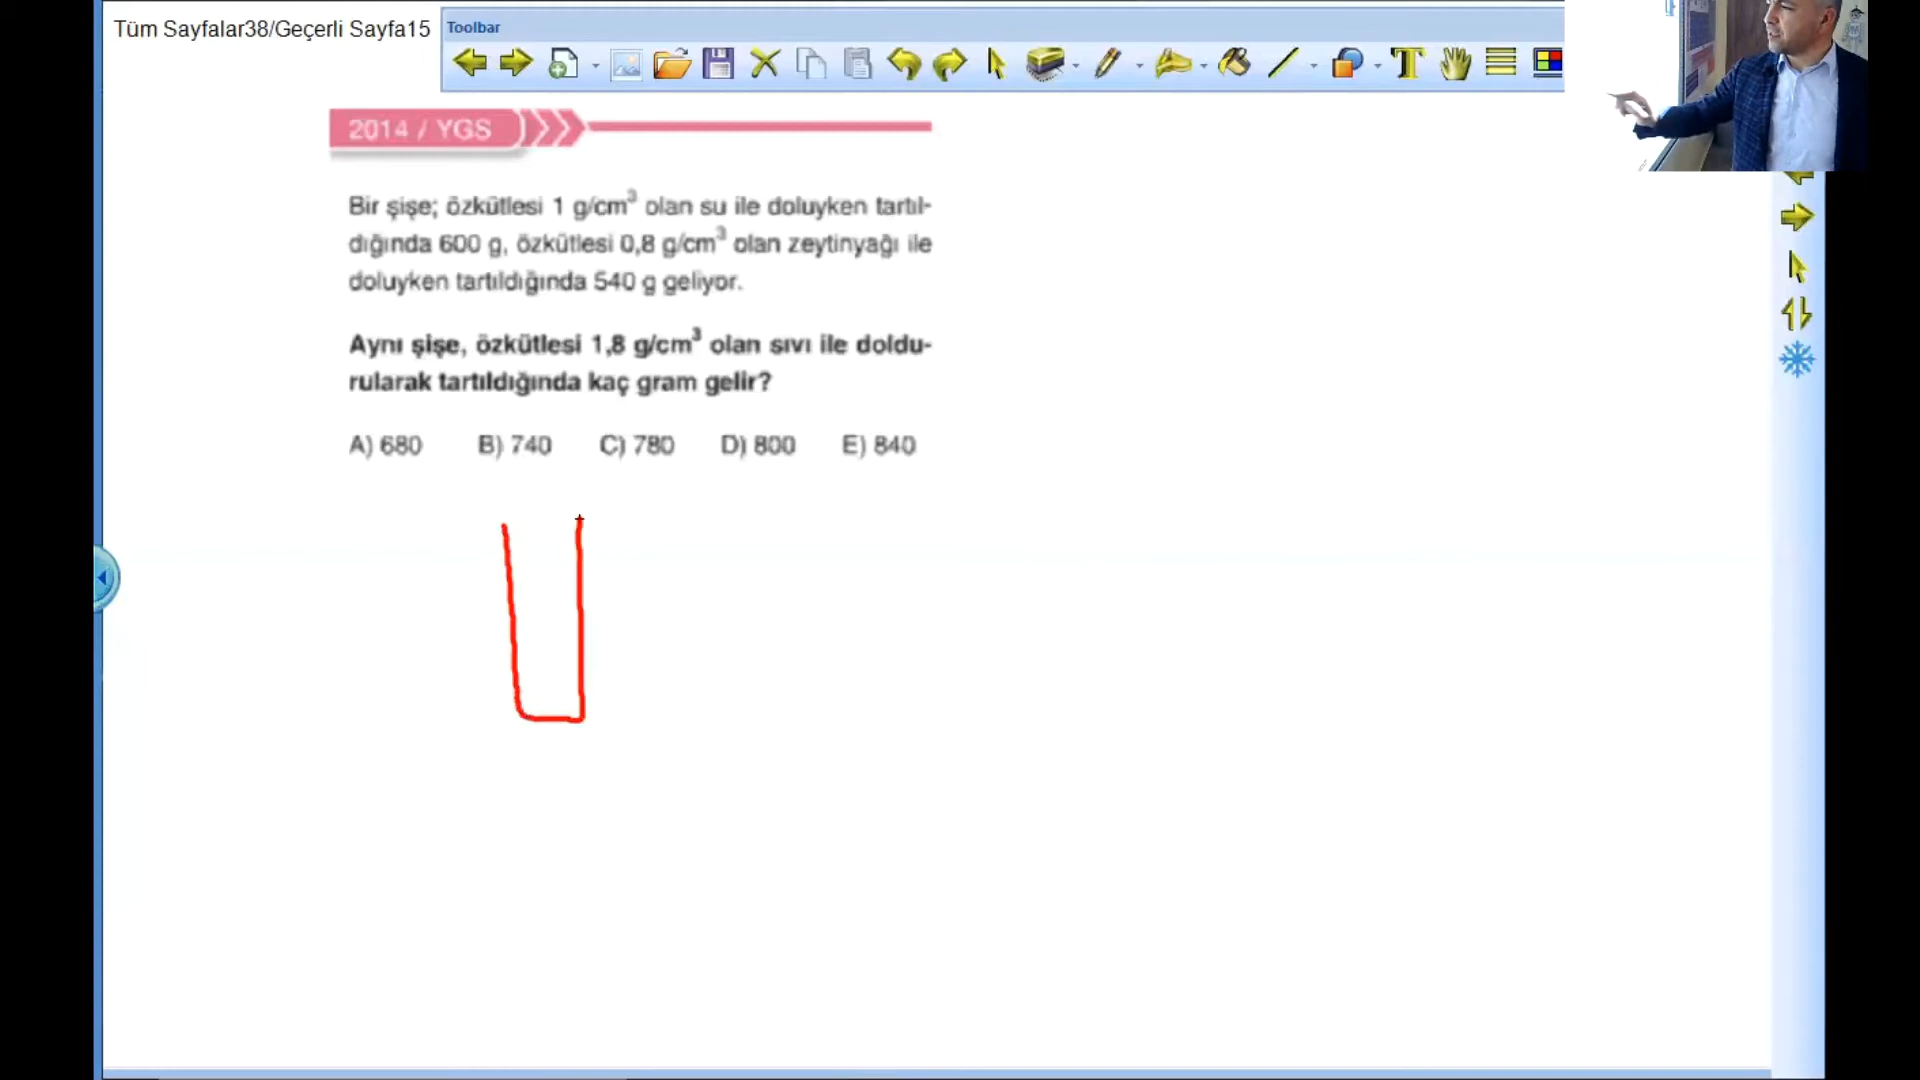 Tüm Sayfalar38/Geçerli Sayfa15
Toolbar
2014 / YGS
Bir şişe; özkütlesi 1 g/cm³ olan su ile doluyken tartıl-
dığında 600 g, özkütlesi 0,8 g/cm³ olan zeytinyağı ile
doluyken tartıldığında 540 g geliyor.
Aynı şişe, özkütlesi 1,8 g/cm³ olan sıvı ile doldu-
rularak tartıldığında kaç gram gelir?
A) 680 B) 740 C) 780 D) 800 E) 840